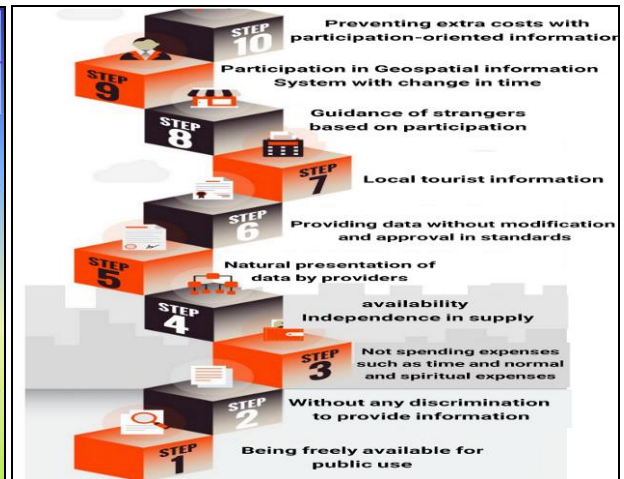 STEP
10
Preventing extra costs with
participation-oriented information
STEP
9
Participation in Geospatial information
System with change in time
STEP
8
Guidance of strangers
based on participation
STEP
7
Local tourist information
STEP
6
Providing data without modification
and approval in standards
STEP
5
Natural presentation of
data by providers
STEP
4
availability
Independence in supply
STEP
3
Not spending expenses
such as time and normal
and spiritual expenses
STEP
2
Without any discrimination
to provide information
STEP
1
Being freely available for
public use